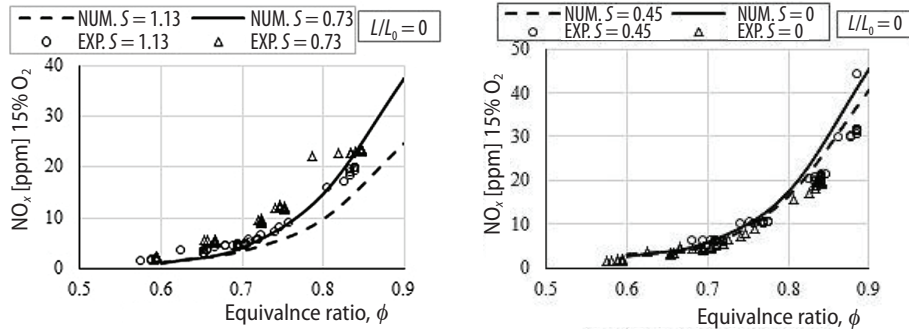 NUM. S = 1.13 NUM. S = 0.73
EXP. S = 1.13 EXP. S = 0.73
L/L₀ = 0
NOₓ [ppm] 15% O₂
40
30
20
10
0
0.5 0.6 0.7 0.8 0.9
Equivalnce ratio, ϕ
NUM. S = 0.45 NUM. S = 0
EXP. S = 0.45 EXP. S = 0
L/L₀ = 0
NOₓ [ppm] 15% O₂
50
40
30
20
10
0
0.5 0.6 0.7 0.8 0.9
Equivalnce ratio, ϕ